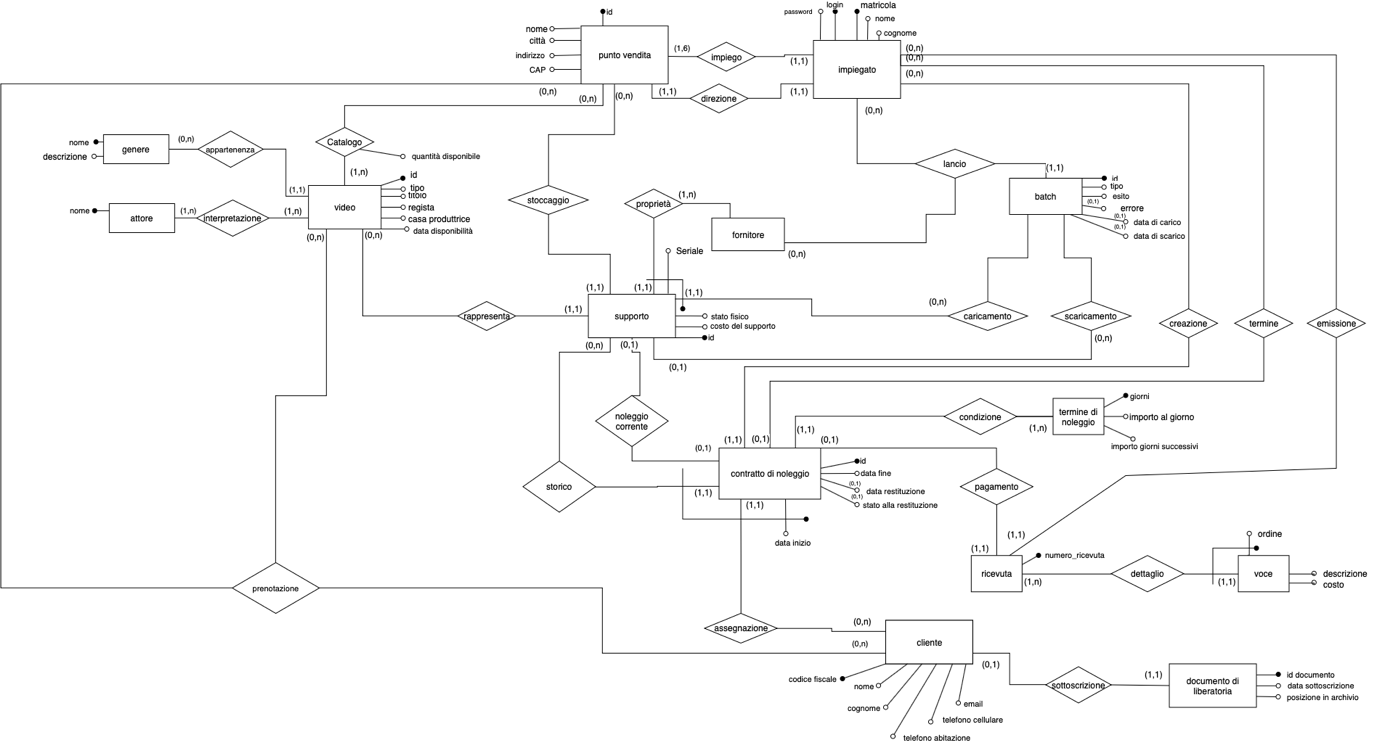 id
login
matricola
password
nome
nome
cognome
città
(1,6)
(0,n)
indirizzo
punto vendita
impiego
(1,1)
impiegato
(0,n)
CAP
(0,n)
(0,n)
(0,n)
(0,n)
(1,1)
direzione
(1,1)
(0,n)
nome
(0,n)
Catalogo
genere
appartenenza
descrizione
quantità disponibile
lancio
(1,n)
(1,1)
id
id
(1,1)
tipo
tipo
titolo
(1,n)
esito
batch
stoccaggio
proprietà
errore
(0,1)
nome
attore
(1,n)
interpretazione
(1,n)
video
regista
casa produttrice
(0,1)
data di carico
data disponibilità
(0,1)
data di scarico
(0,n)
(0,n)
fornitore
(0,n)
Seriale
(1,1)
(1,1)
(1,1)
(0,n)
rappresenta
(1,1)
supporto
stato fisico
costo del supporto
id
caricamento
scaricamento
creazione
termine
emissione
(0,n)
(0,1)
(0,n)
(0,1)
giorni
noleggio
corrente
condizione
termine di
noleggio
importo al giorno
(1,n)
(1,1)
importo giorni successivi
(1,1)
(0,1)
(0,1)
(0,1)
id
contratto di noleggio
data fine
storico
(0,1)
data restituzione
pagamento
(1,1)
(0,1)
stato alla restituzione
(1,1)
data inizio
(1,1)
ordine
(1,1)
numero_ricevuta
ricevuta
(1,n)
dettaglio
(1,1)
voce
descrizione
costo
prenotazione
assegnazione
(0,n)
cliente
(0,n)
(0,1)
codice fiscale
nome
cognome
email
telefono cellulare
telefono abitazione
sottoscrizione
(1,1)
documento di
liberatoria
id documento
data sottoscrizione
posizione in archivio